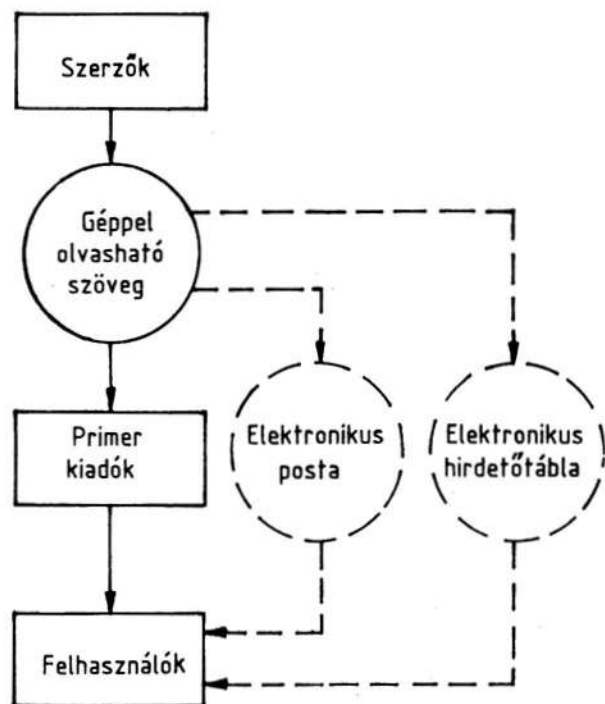 Szerzők
Géppel
olvasható
szöveg
Primer
kiadók
Elektronikus
posta
Elektronikus
hirdetőtábla
Felhasználók